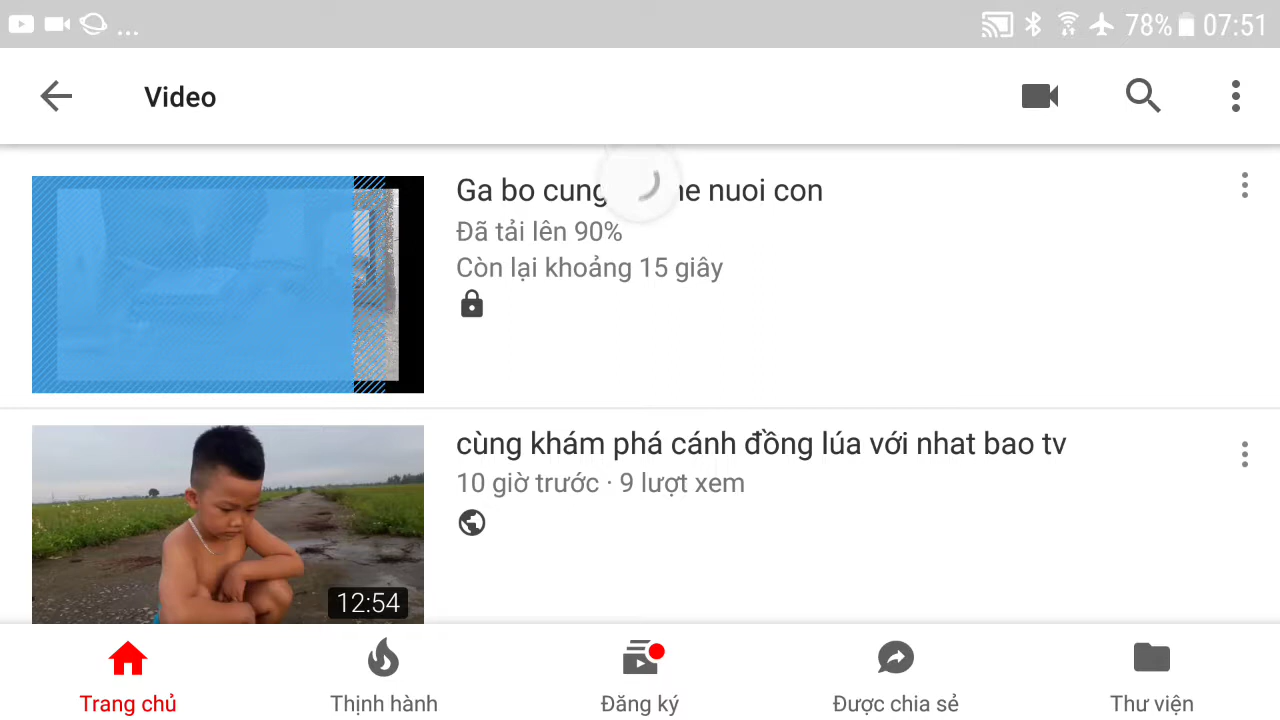 ... 78% 07:51
Video
Ga bo cung he nuoi con
Đã tải lên 90%
Còn lại khoảng 15 giây
cùng khám phá cánh đồng lúa với nhat bao tv
10 giờ trước · 9 lượt xem
12:54
Trang chủ Thịnh hành Đăng ký Được chia sẻ Thư viện